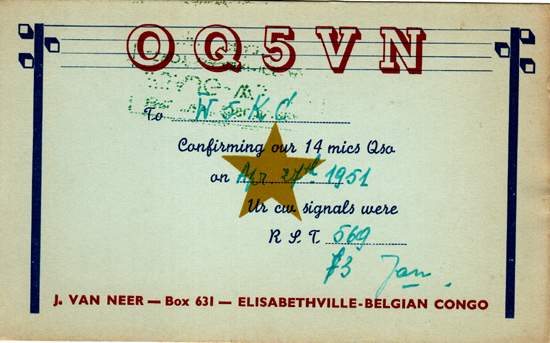 OQ5VN
To W5KC
Confirming our 14 mics Qso
on Apr. 27th 1951
Ur cw signals were
R.S.T. 569
73 Jan
J. VAN NEER — Box 631 — ELISABETHVILLE-BELGIAN CONGO